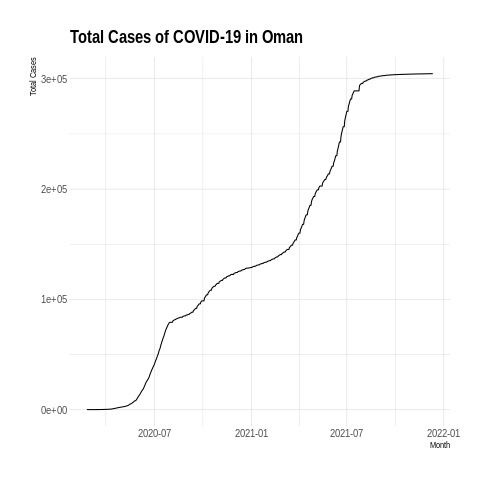 Total Cases of COVID-19 in Oman
Total Cases
3e+05
2e+05
1e+05
0e+00
2020-07 2021-01 2021-07 2022-01
Month